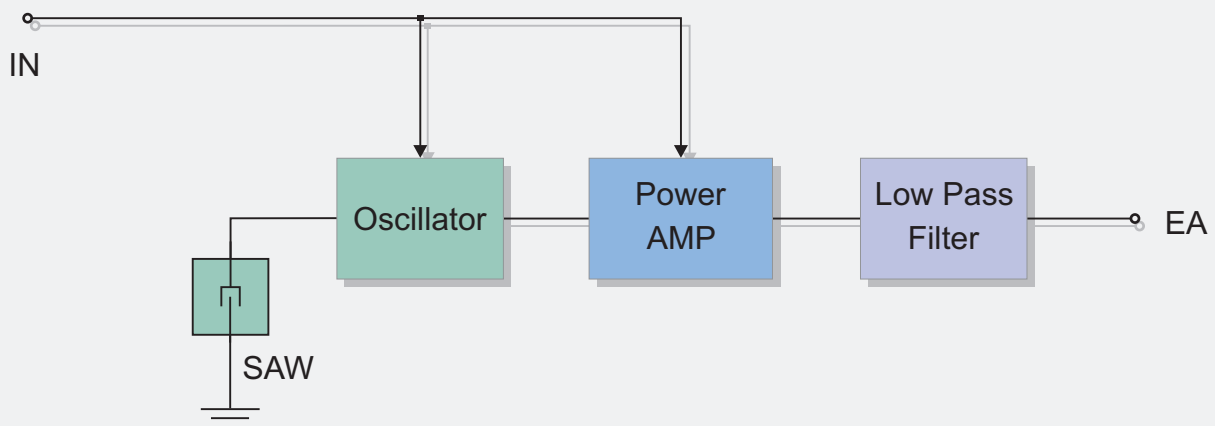 IN
Oscillator
Power
AMP
Low Pass
Filter
EA
SAW